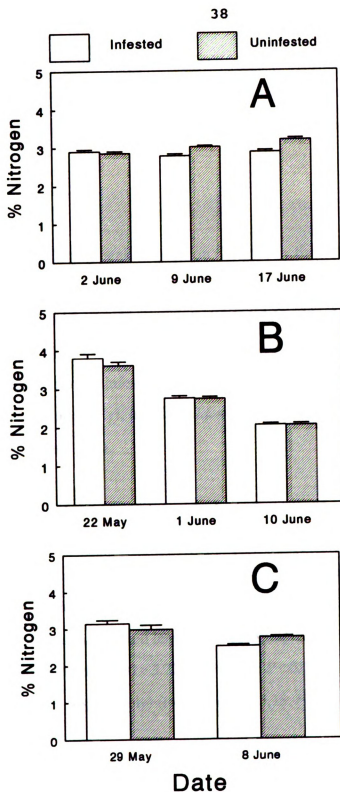 38
Infested Uninfested
A
% Nitrogen
5
4
3
2
1
0
2 June 9 June 17 June
B
% Nitrogen
5
4
3
2
1
0
22 May 1 June 10 June
C
% Nitrogen
5
4
3
2
1
0
29 May 8 June
Date